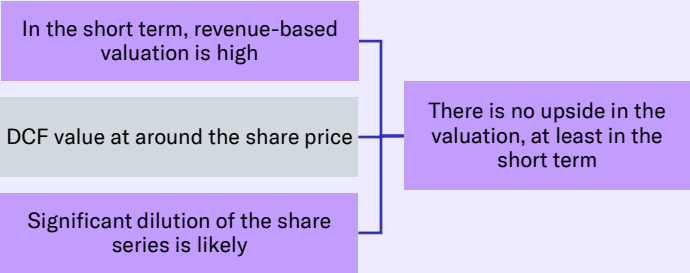 In the short term, revenue-based
valuation is high
DCF value at around the share price
Significant dilution of the share
series is likely
There is no upside in the
valuation, at least in the
short term